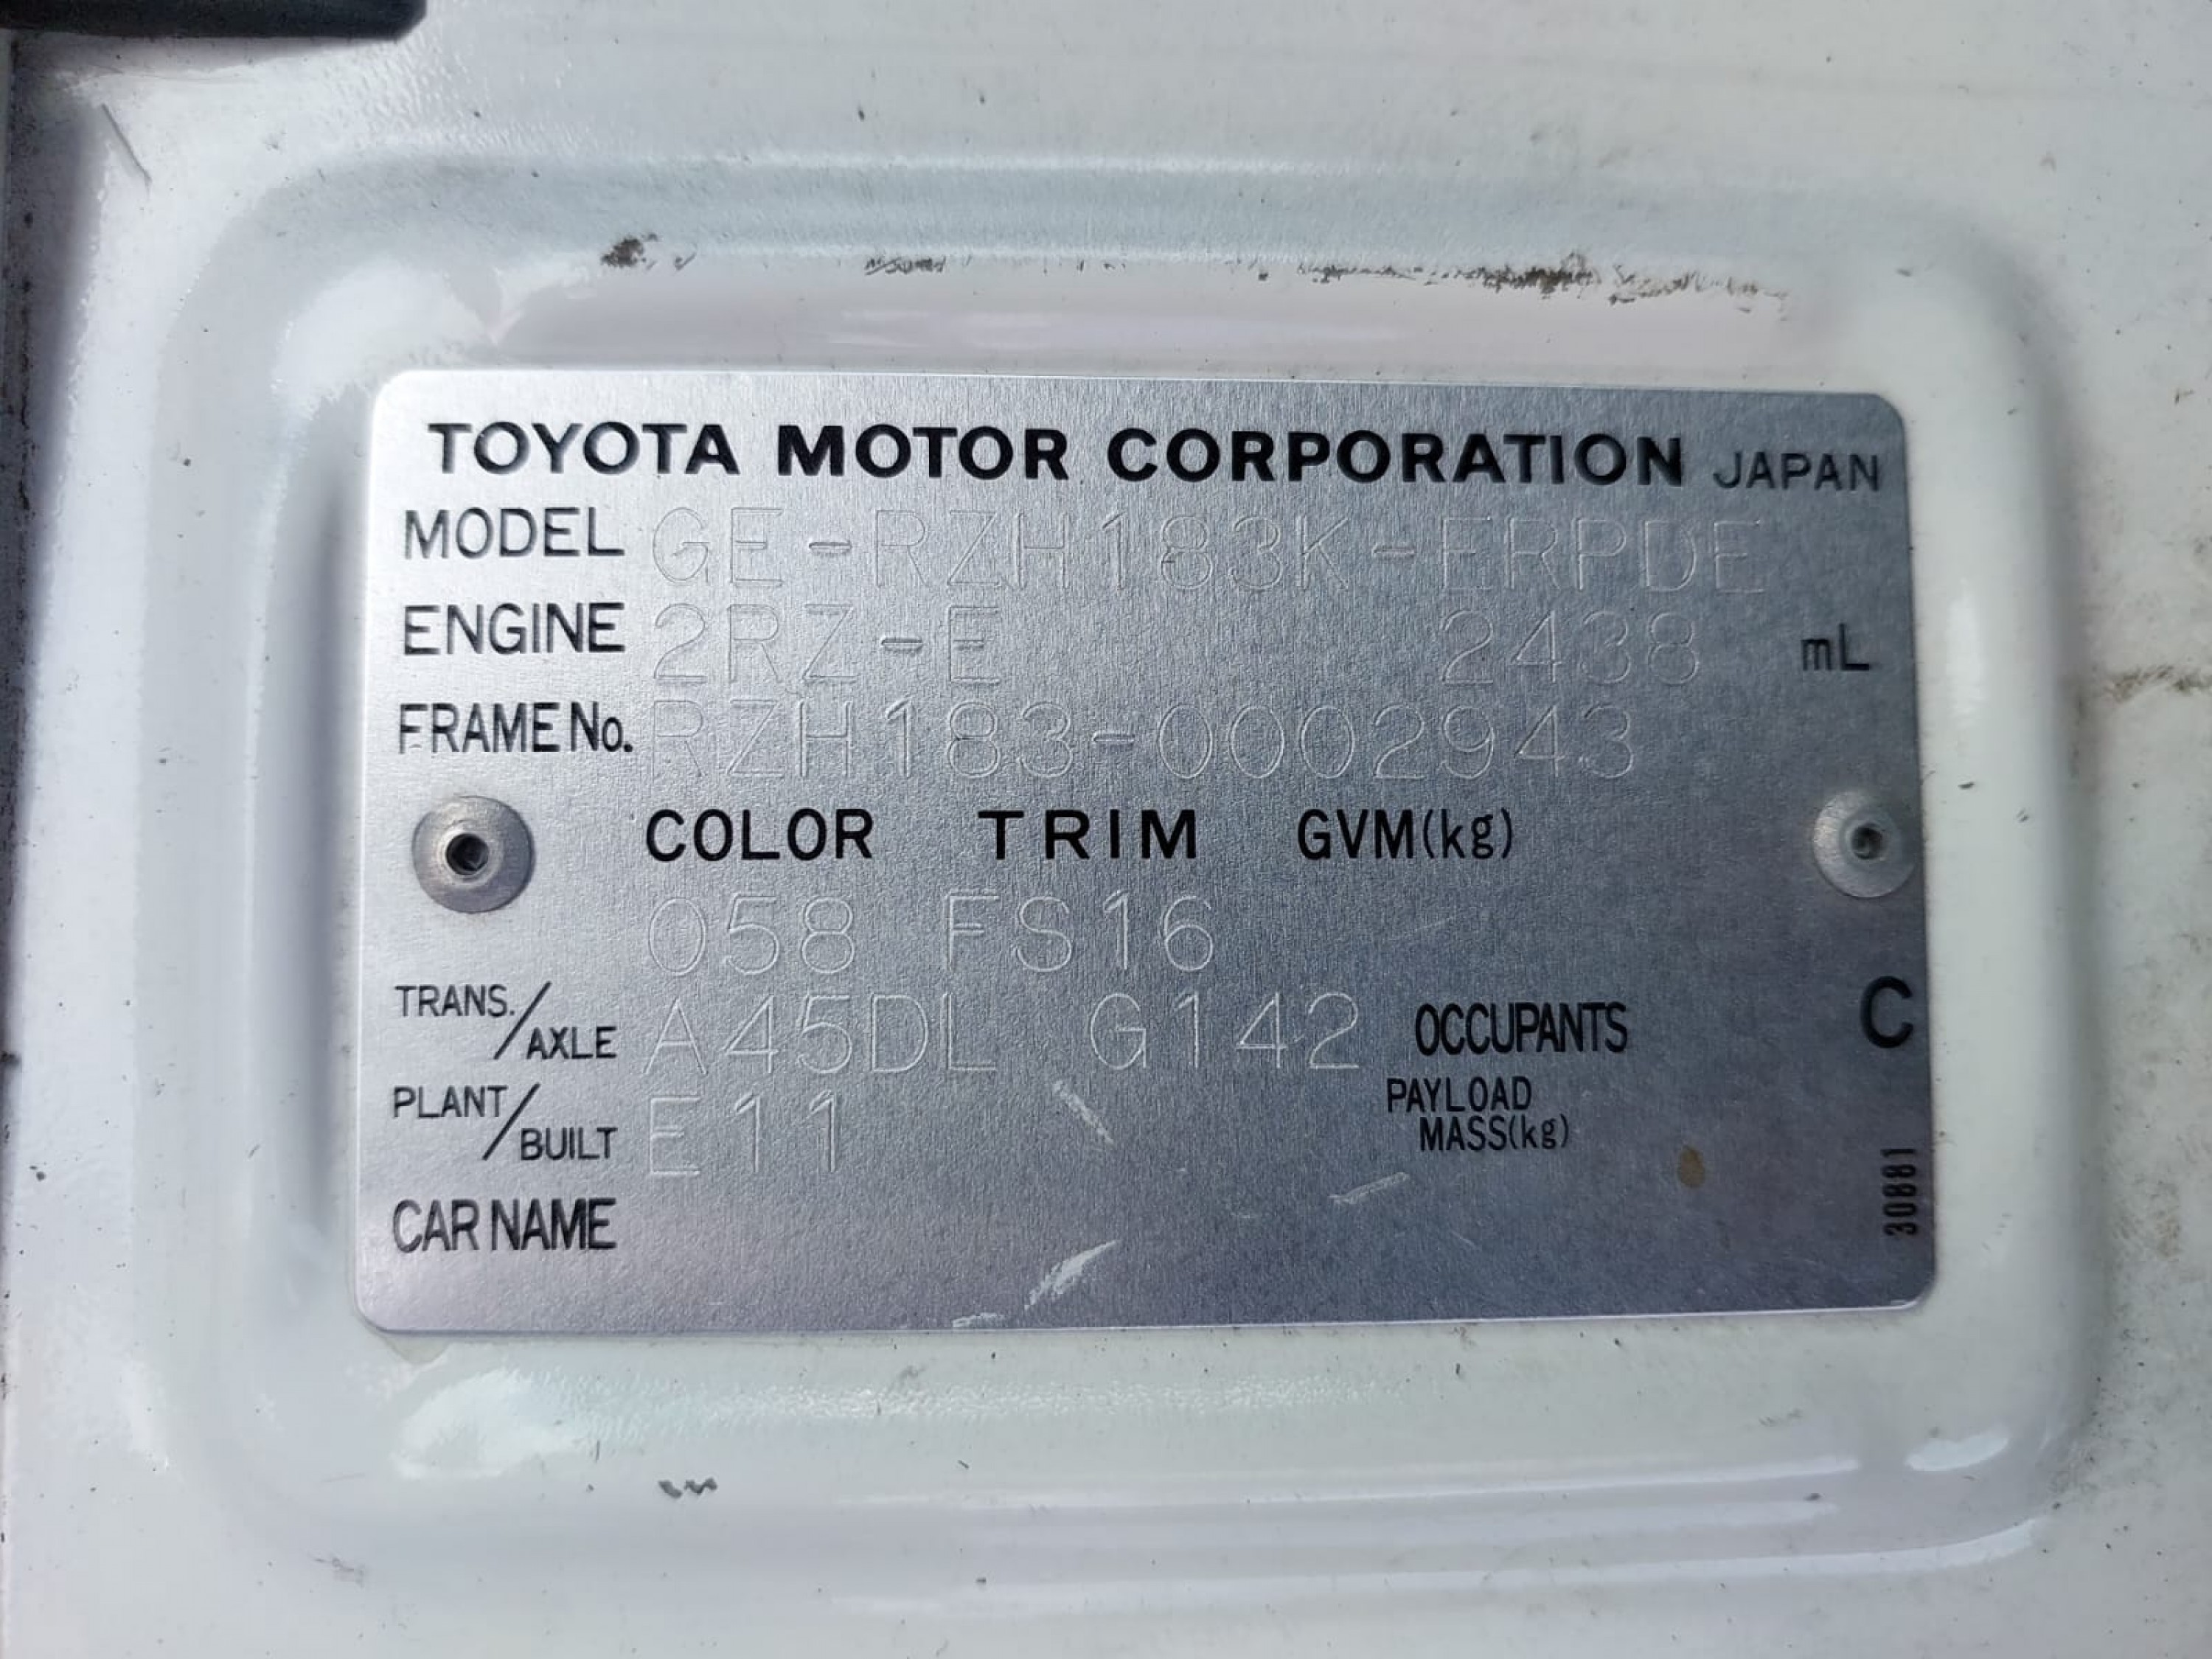 TOYOTA MOTOR CORPORATION JAPAN
MODEL GE-RZH183K-ERPDE
ENGINE 2RZ-E 2438 mL
FRAME No. RZH183-0002943
COLOR TRIM GVM(kg)
058 FS16
TRANS./AXLE A45DL G142 OCCUPANTS C
PLANT/BUILT E11 PAYLOAD MASS(kg)
CAR NAME
30881